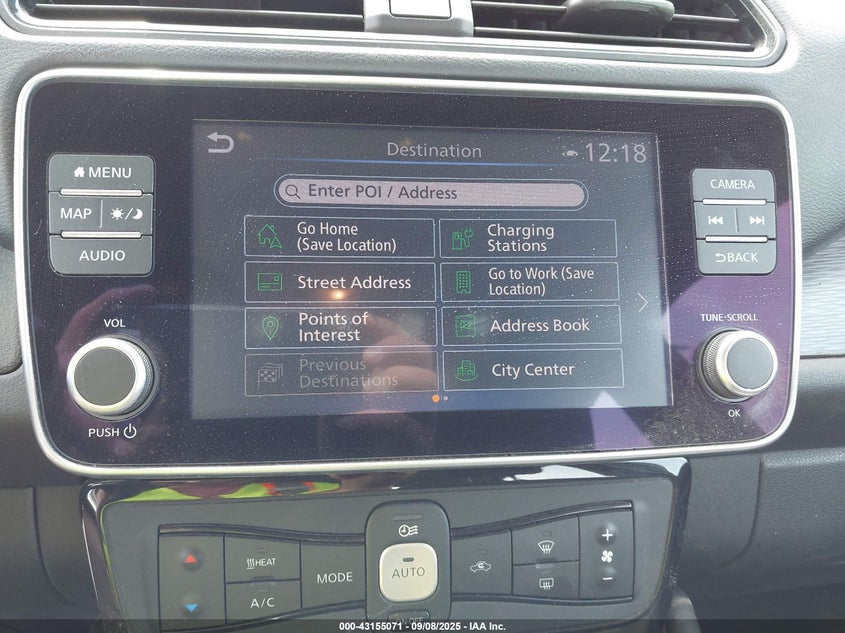 Destination
12:18
Enter POI / Address
Go Home
(Save Location)
Charging
Stations
Street Address
Go to Work (Save
Location)
Points of
Interest
Address Book
Previous
Destinations
City Center
MENU
MAP
AUDIO
VOL
PUSH
CAMERA
BACK
TUNE-SCROLL
OK
HEAT
A/C
MODE
AUTO
+
-
000-43155071 - 09/08/2025 - IAA Inc.